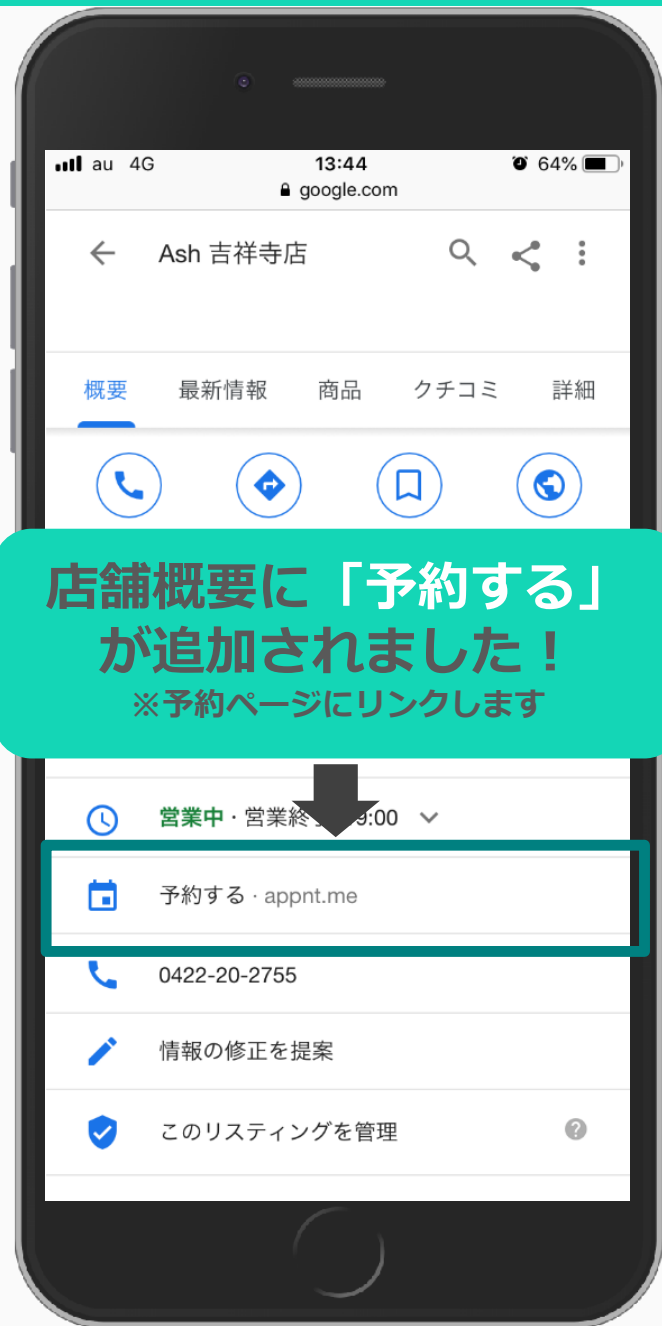 au 4G 13:44 64%
google.com
Ash 吉祥寺店
概要 最新情報 商品 クチコミ 詳細
店舗概要に「予約する」
が追加されました！
※予約ページにリンクします
営業中・営業終 :00
予約する · appnt.me
0422-20-2755
情報の修正を提案
このリスティングを管理